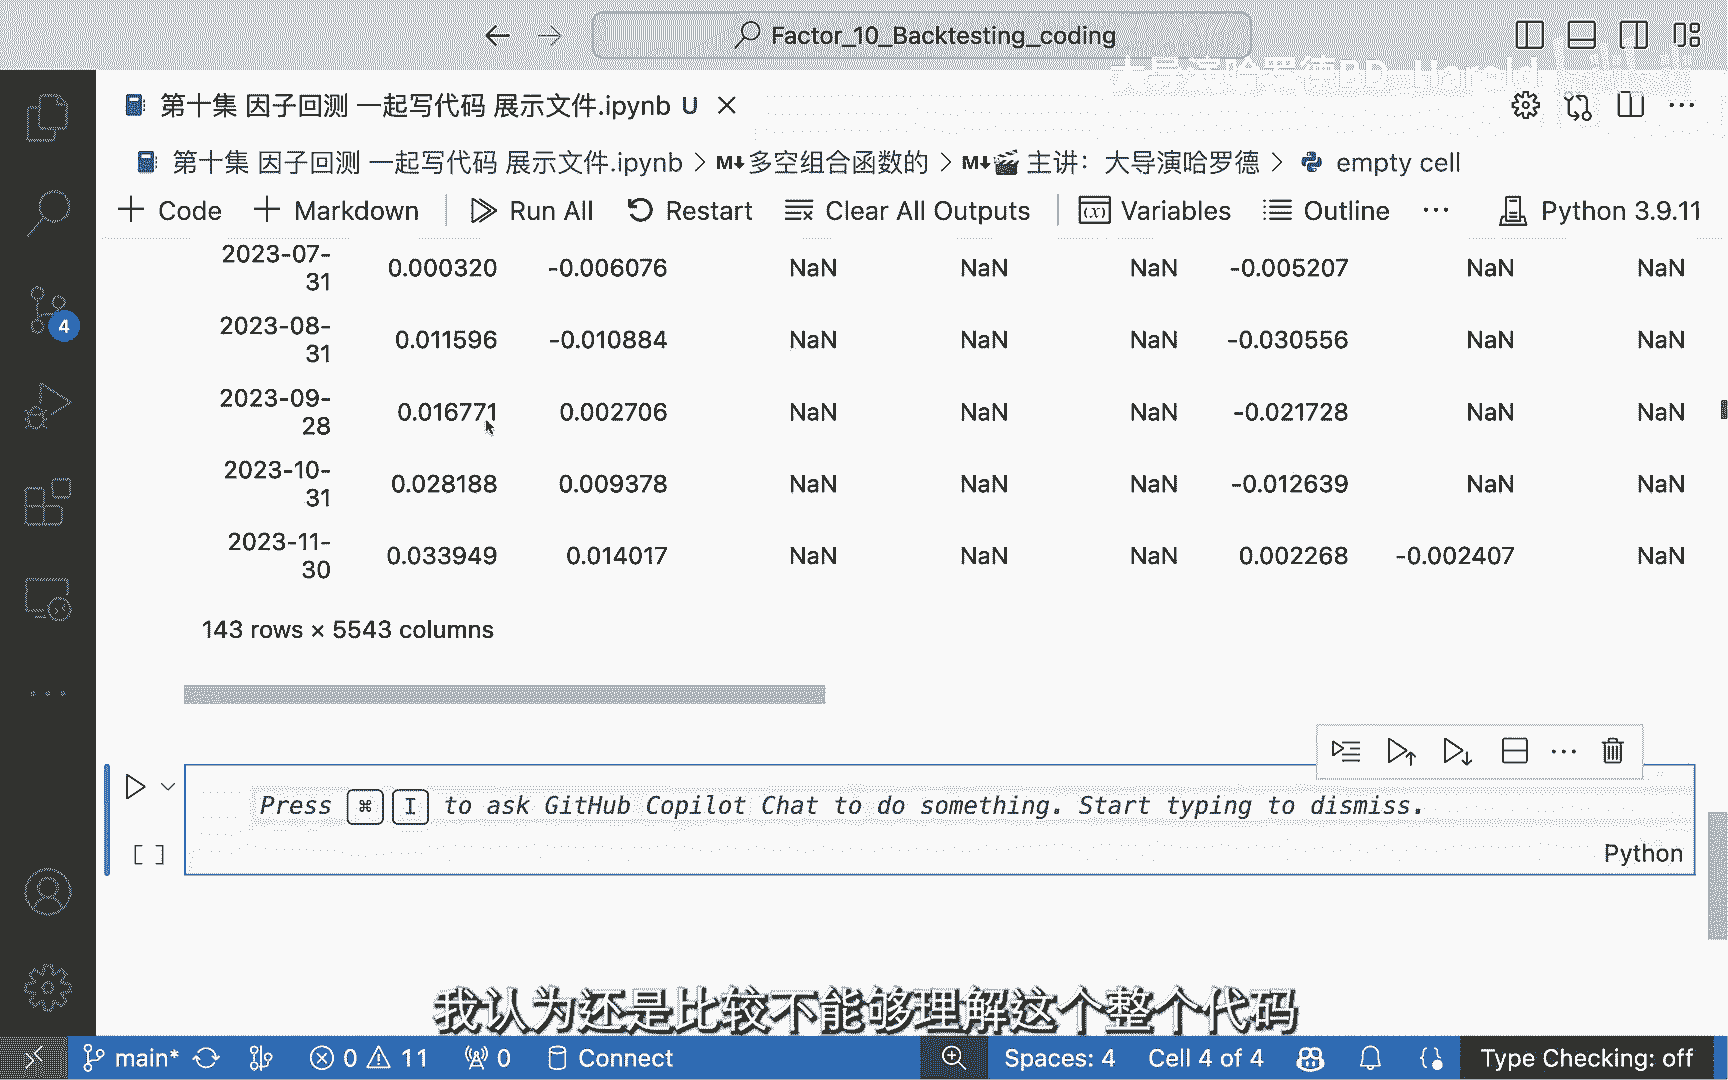 Factor_10_Backtesting_coding
大导演哈罗德BD_Harold bilibili
第十集 因子回测 一起写代码 展示文件.ipynb U
第十集 因子回测 一起写代码 展示文件.ipynb > M↓多空组合函数的 > M↓🎬 主讲：大导演哈罗德 > empty cell
+ Code + Markdown Run All Restart Clear All Outputs Variables Outline ... Python 3.9.11
2023-07-31 0.000320 -0.006076 NaN NaN NaN -0.005207 NaN NaN
2023-08-31 0.011596 -0.010884 NaN NaN NaN -0.030556 NaN NaN
2023-09-28 0.016771 0.002706 NaN NaN NaN -0.021728 NaN NaN
2023-10-31 0.028188 0.009378 NaN NaN NaN -0.012639 NaN NaN
2023-11-30 0.033949 0.014017 NaN NaN NaN 0.002268 -0.002407 NaN
143 rows × 5543 columns
Press ⌘ I to ask GitHub Copilot Chat to do something. Start typing to dismiss.
[ ]
Python
4
我认为还是比较不能够理解这个整个代码
main* 0 11 0 Connect Spaces: 4 Cell 4 of 4 Type Checking: off